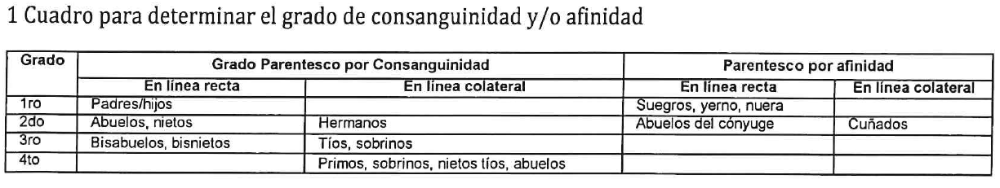 1 Cuadro para determinar el grado de consanguinidad y/o afinidad
Grado Grado Parentesco por Consanguinidad Parentesco por afinidad
En línea recta En línea colateral En línea recta En línea colateral
1ro Padres/hijos Suegros, yerno, nuera
2do Abuelos, nietos Hermanos Abuelos del cónyuge Cuñados
3ro Bisabuelos, bisnietos Tíos, sobrinos
4to Primos, sobrinos, nietos tíos, abuelos